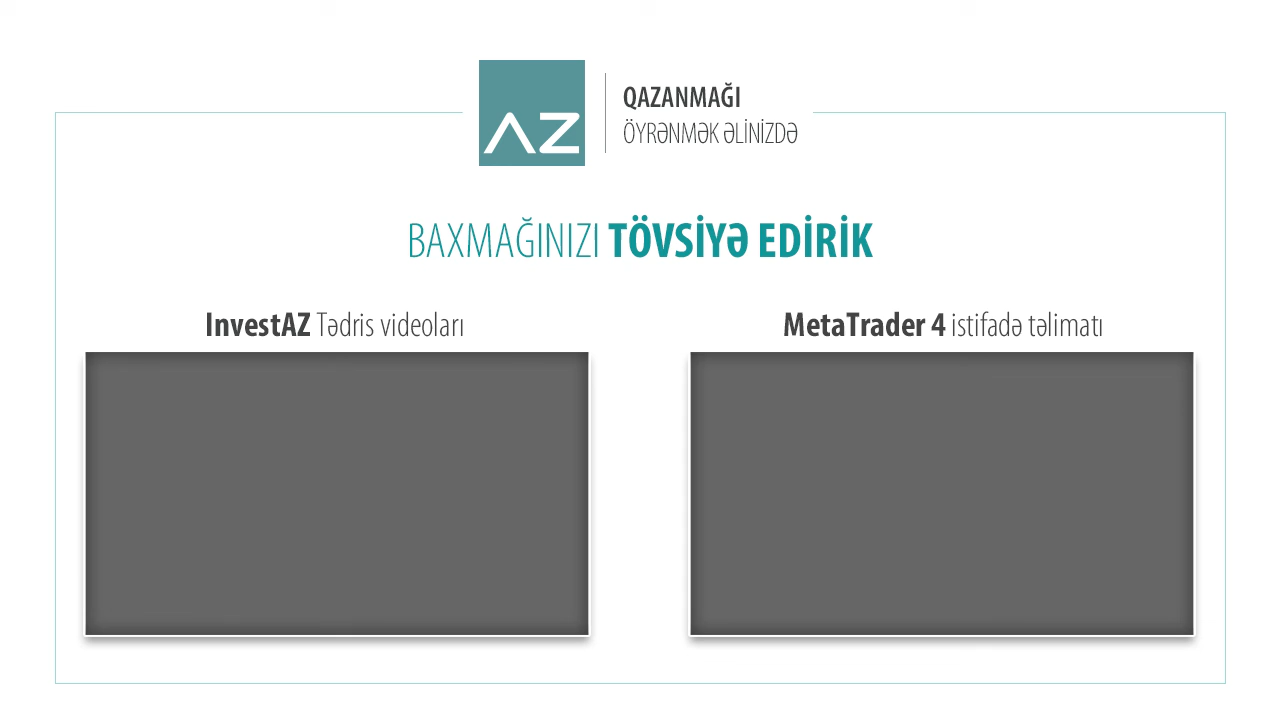 AZ
QAZANMAĞI
ÖYRƏNMƏK ƏLİNİZDƏ
BAXMAĞINIZI TÖVSİYƏ EDİRİK
InvestAZ Tədris videoları
MetaTrader 4 istifadə təlimatı